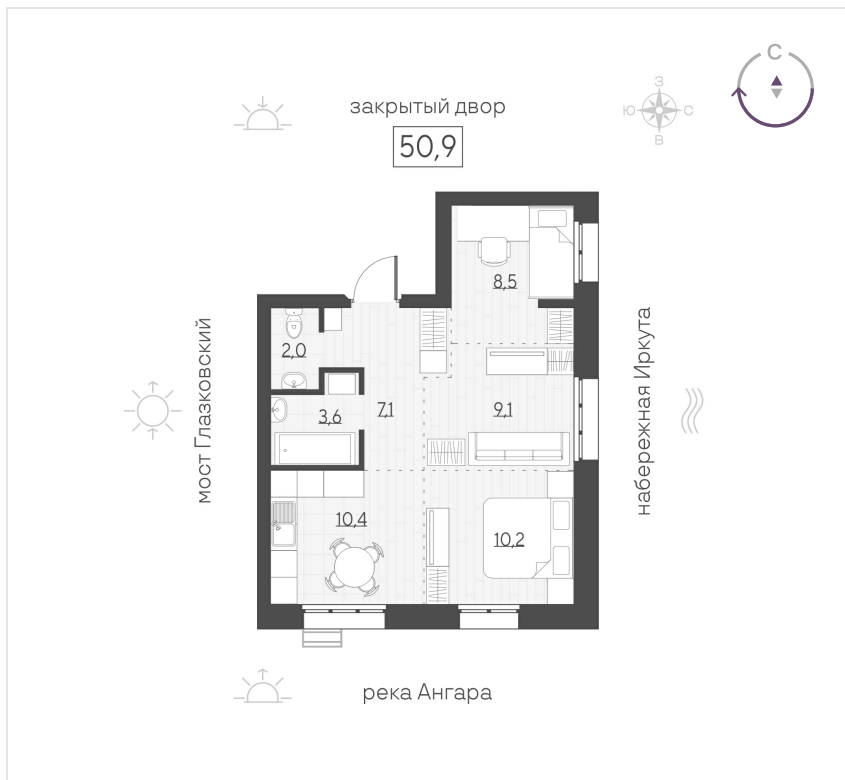 С
закрытый двор
З
Ю
С
В
50,9
8,5
2,0
3,6
7,1
9,1
мост Глазковский
набережная Иркута
10,4
10,2
река Ангара